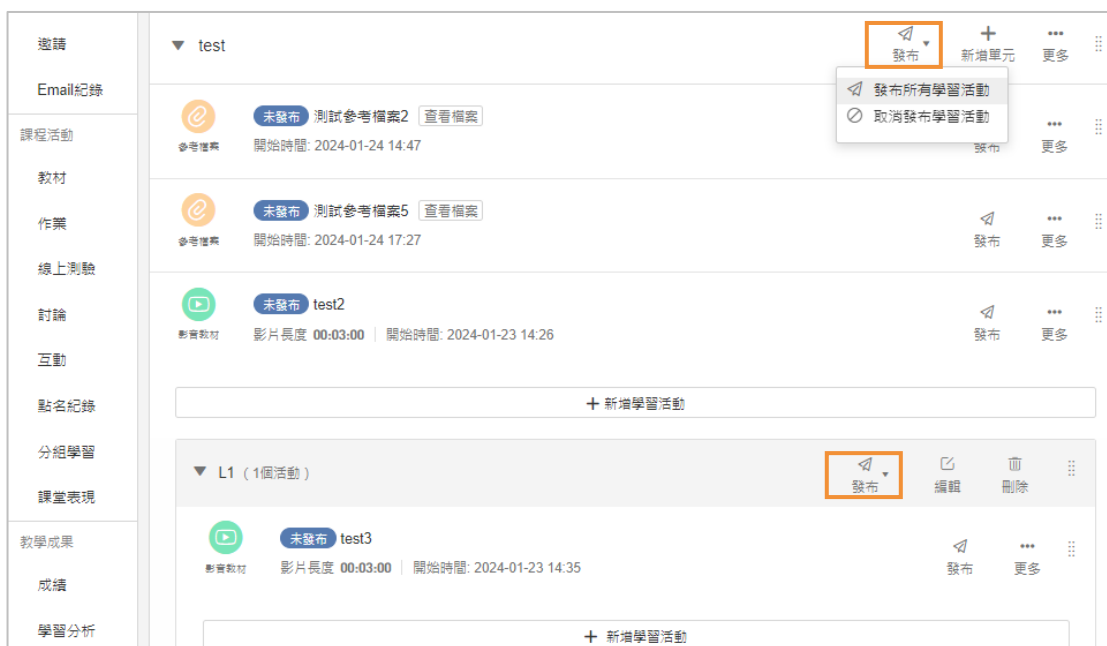 邀請
Email紀錄
課程活動
教材
作業
線上測驗
討論
互動
點名紀錄
分組學習
課堂表現
教學成果
成績
學習分析
test
發布
新增單元
更多
發布所有學習活動
取消發布學習活動
參考檔案
未發布 測試參考檔案2 查看檔案
開始時間: 2024-01-24 14:47
發布
更多
參考檔案
未發布 測試參考檔案5 查看檔案
開始時間: 2024-01-24 17:27
發布
更多
影音教材
未發布 test2
影片長度 00:03:00 | 開始時間: 2024-01-23 14:26
發布
更多
+ 新增學習活動
L1 (1個活動)
發布
編輯
刪除
影音教材
未發布 test3
影片長度 00:03:00 | 開始時間: 2024-01-23 14:35
發布
更多
+ 新增學習活動